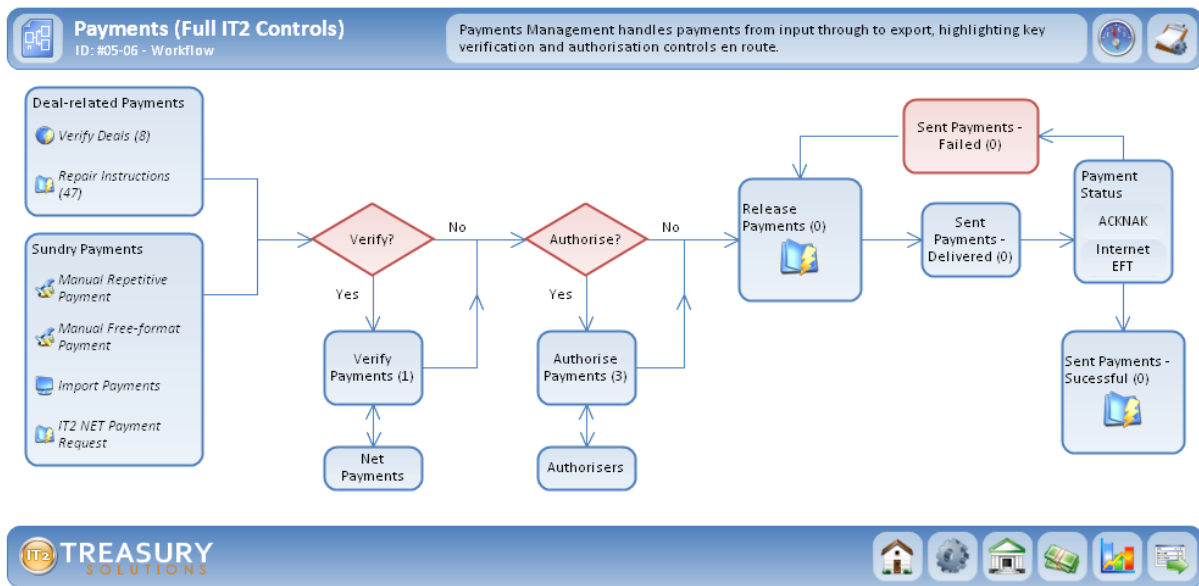 Payments (Full IT2 Controls)
ID: #05-06 - Workflow
Payments Management handles payments from input through to export, highlighting key
verification and authorisation controls en route.
Deal-related Payments
Verify Deals (8)
Repair Instructions
(47)
Sundry Payments
Manual Repetitive
Payment
Manual Free-format
Payment
Import Payments
IT2 NET Payment
Request
Verify?
No
Yes
Verify
Payments (1)
Net
Payments
Authorise?
No
Yes
Authorise
Payments (3)
Authorisers
Release
Payments (0)
Sent Payments -
Failed (0)
Sent
Payments -
Delivered (0)
Payment
Status
ACKNAK
Internet
EFT
Sent Payments -
Sucessful (0)
IT2
TREASURY
SOLUTIONS